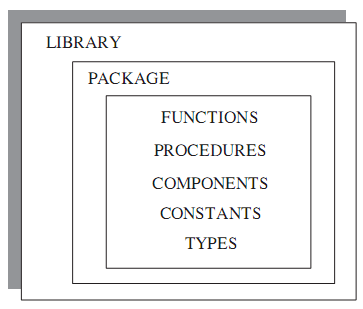 LIBRARY
PACKAGE
FUNCTIONS
PROCEDURES
COMPONENTS
CONSTANTS
TYPES